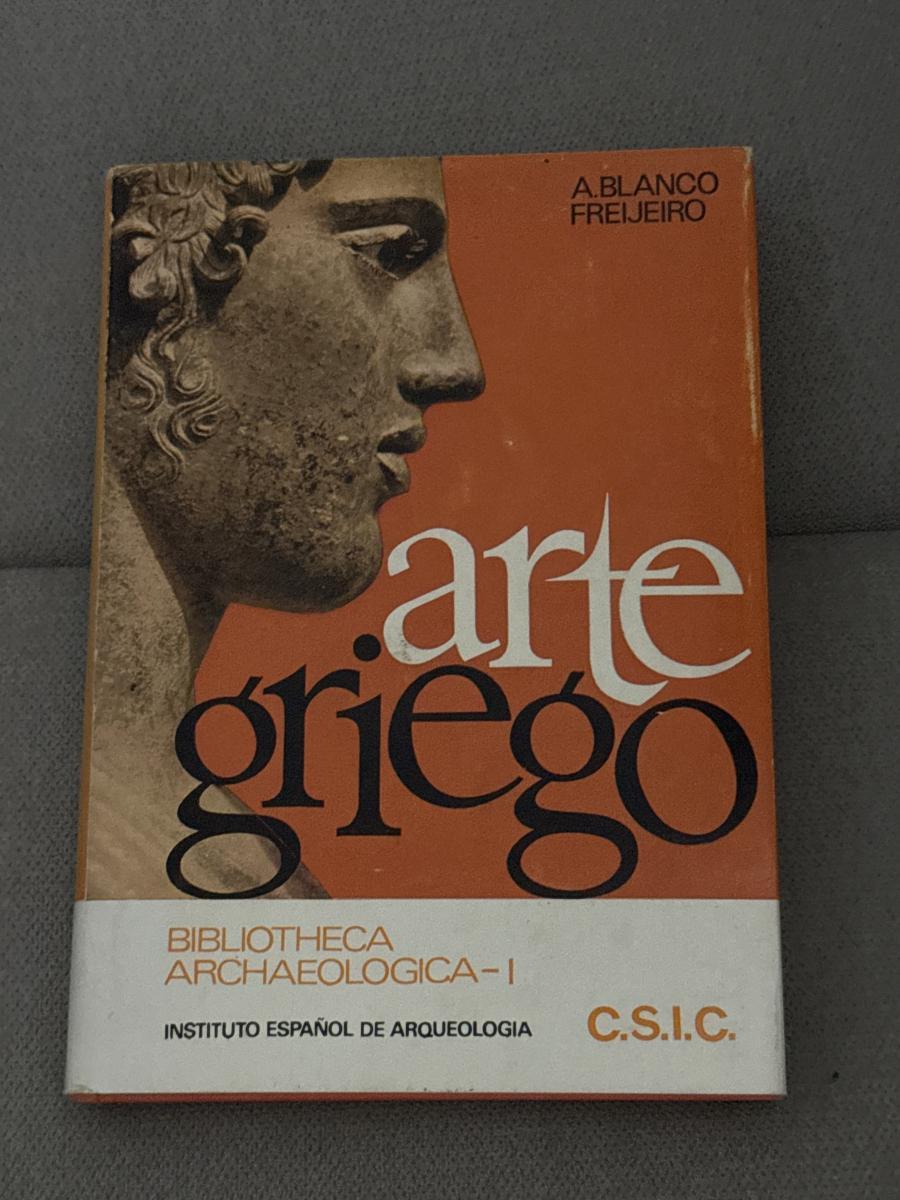 A. BLANCO
FREIJEIRO
arte
griego
BIBLIOTHECA
ARCHAEOLOGICA-I
INSTITUTO ESPAÑOL DE ARQUEOLOGIA
C.S.I.C.